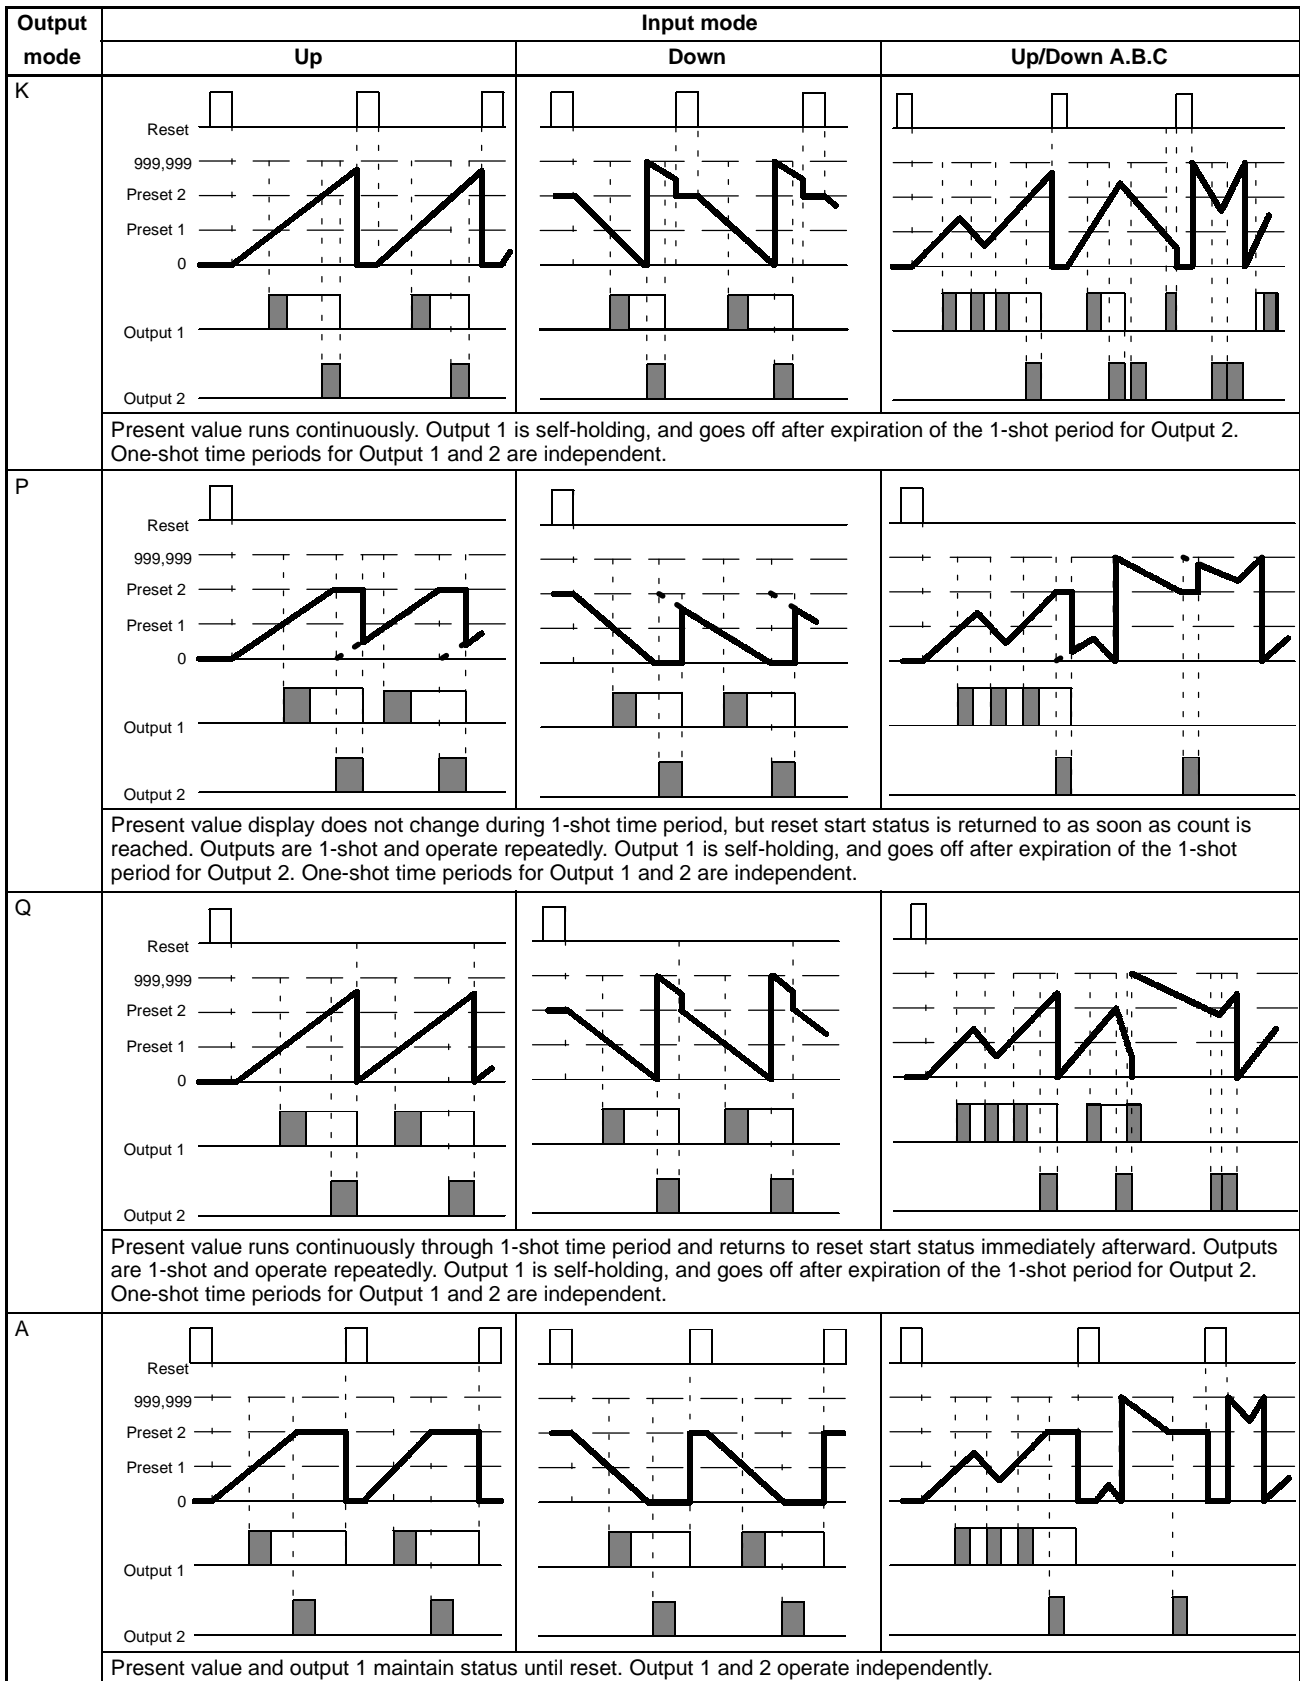 Output
mode
Input mode
Up
Down
Up/Down A.B.C
K
Reset
999,999
Preset 2
Preset 1
0
Output 1
Output 2
Present value runs continuously. Output 1 is self-holding, and goes off after expiration of the 1-shot period for Output 2.
One-shot time periods for Output 1 and 2 are independent.
P
Reset
999,999
Preset 2
Preset 1
0
Output 1
Output 2
Present value display does not change during 1-shot time period, but reset start status is returned to as soon as count is
reached. Outputs are 1-shot and operate repeatedly. Output 1 is self-holding, and goes off after expiration of the 1-shot
period for Output 2. One-shot time periods for Output 1 and 2 are independent.
Q
Reset
999,999
Preset 2
Preset 1
0
Output 1
Output 2
Present value runs continuously through 1-shot time period and returns to reset start status immediately afterward. Outputs
are 1-shot and operate repeatedly. Output 1 is self-holding, and goes off after expiration of the 1-shot period for Output 2.
One-shot time periods for Output 1 and 2 are independent.
A
Reset
999,999
Preset 2
Preset 1
0
Output 1
Output 2
Present value and output 1 maintain status until reset. Output 1 and 2 operate independently.